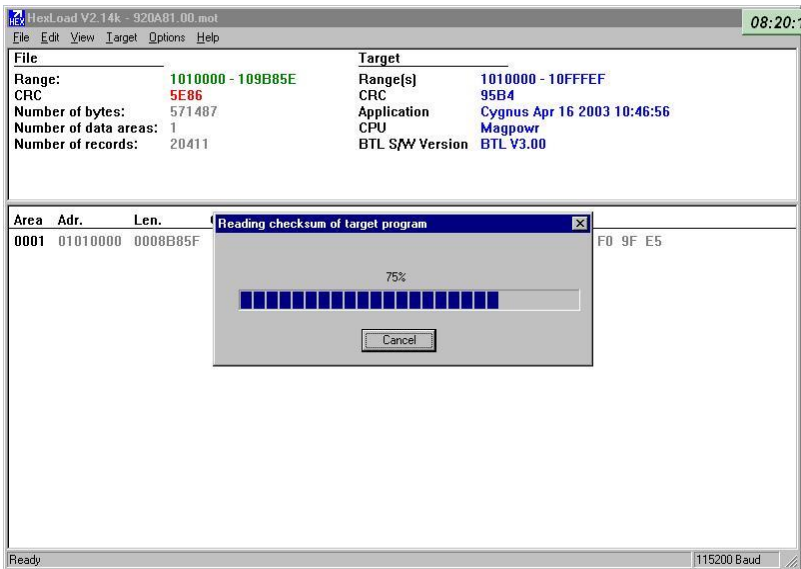 HexLoad V2.14k - 920A81.00.mot
08:20:
File Edit View Target Options Help
File Target
Range: 1010000 - 109B85E Range(s) 1010000 - 10FFFEF
CRC 5E86 CRC 95B4
Number of bytes: 571487 Application Cygnus Apr 16 2003 10:46:56
Number of data areas: 1 CPU Magpowr
Number of records: 20411 BTL S/W Version BTL V3.00
Area Adr. Len.
Reading checksum of target program
0001 01010000 0008B85F F0 9F E5
75%
Cancel
Ready 115200 Baud